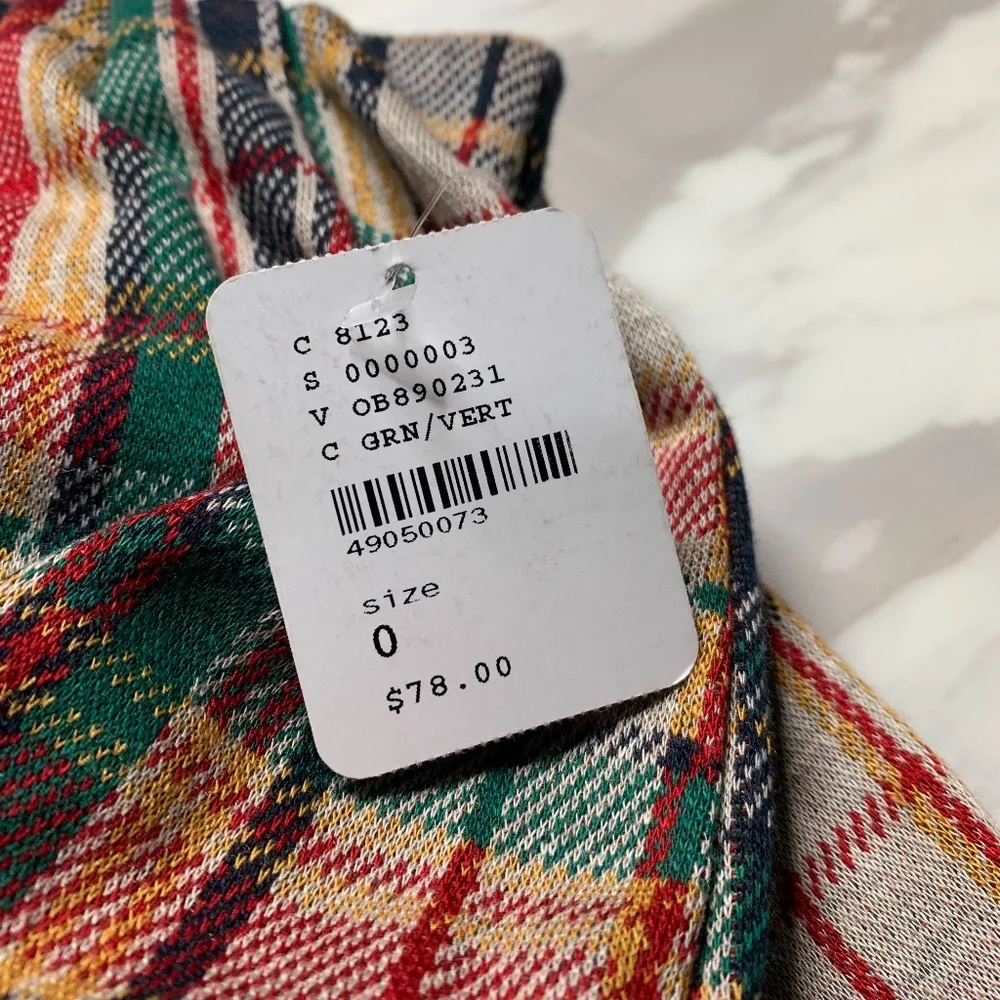 C 8123
S 0000003
V OB890231
C GRN/VERT
49050073
size
0
$78.00